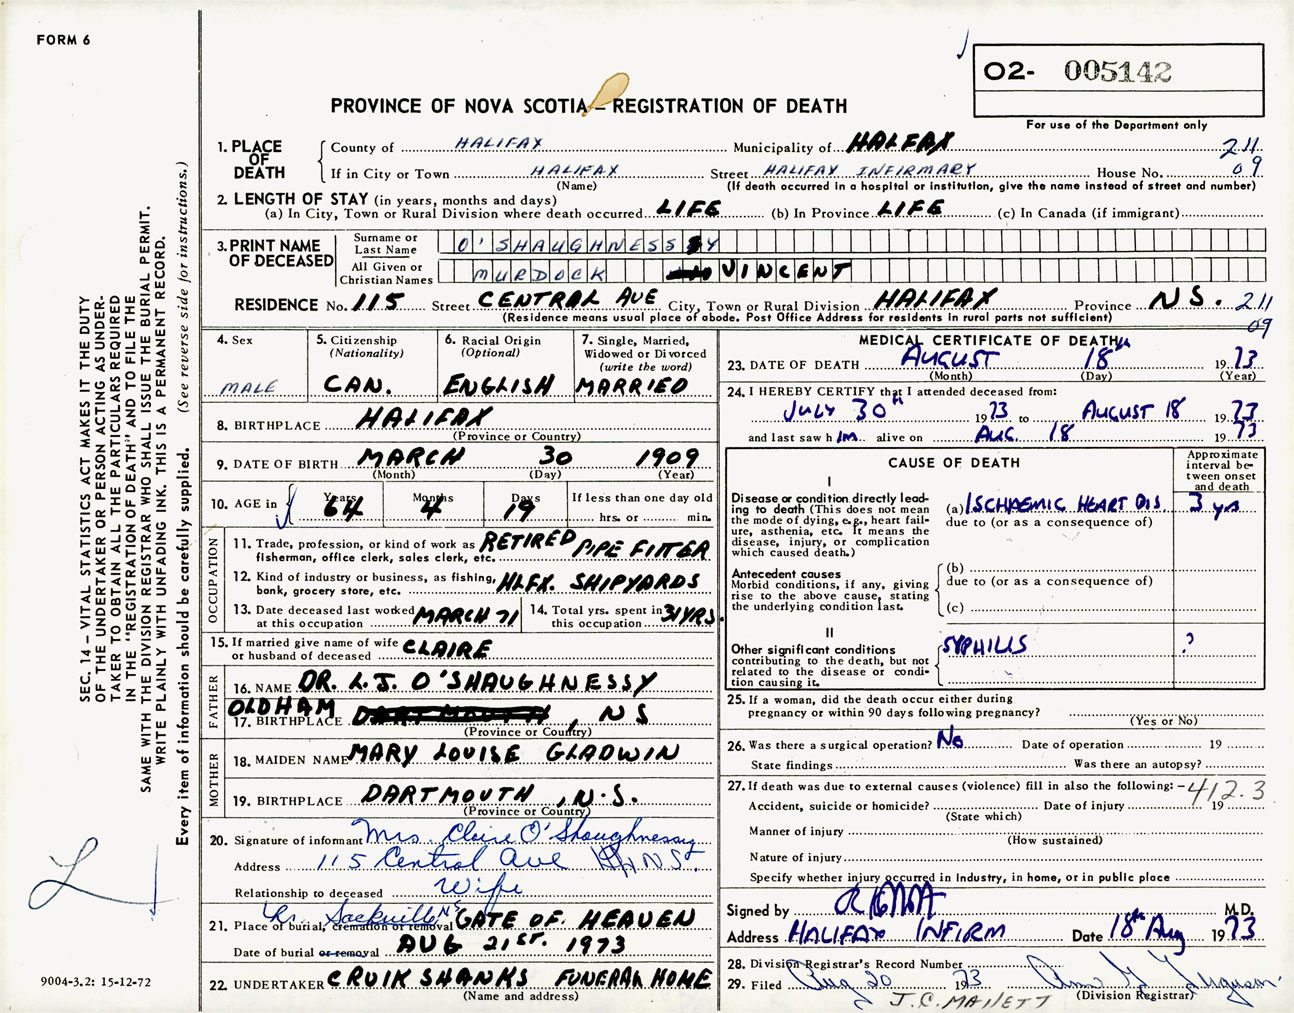 FORM 6
02- 005142
For use of the Department only
PROVINCE OF NOVA SCOTIA – REGISTRATION OF DEATH
SEC. 14 – VITAL STATISTICS ACT MAKES IT THE DUTY
OF THE UNDERTAKER OR PERSON ACTING AS UNDER-
TAKER TO OBTAIN ALL THE PARTICULARS REQUIRED
IN THE "REGISTRATION OF DEATH" AND TO FILE THE
SAME WITH THE DIVISION REGISTRAR WHO SHALL ISSUE THE BURIAL PERMIT.
WRITE PLAINLY WITH UNFADING INK. THIS IS A PERMANENT RECORD.
Every item of information should be carefully supplied. (See reverse side for instructions.)
1. PLACE OF DEATH
County of HALIFAX Municipality of HALIFAX 211
If in City or Town HALIFAX Street HALIFAX INFIRMARY House No. 09
(Name) (If death occurred in a hospital or institution, give the name instead of street and number)
2. LENGTH OF STAY (in years, months and days)
(a) In City, Town or Rural Division where death occurred LIFE (b) In Province LIFE (c) In Canada (if immigrant)
3. PRINT NAME OF DECEASED
Surname or Last Name O'SHAUGHNESSY
All Given or Christian Names MURDOCK VINCENT
RESIDENCE No. 115 Street CENTRAL AVE City, Town or Rural Division HALIFAX Province N S. 211
(Residence means usual place of abode. Post Office Address for residents in rural parts not sufficient) 09
4. Sex MALE
5. Citizenship (Nationality) CAN.
6. Racial Origin (Optional) ENGLISH
7. Single, Married, Widowed or Divorced (write the word) MARRIED
8. BIRTHPLACE HALIFAX
(Province or Country)
9. DATE OF BIRTH MARCH 30 1909
(Month) (Day) (Year)
10. AGE in Years 64 Months 4 Days 19 If less than one day old hrs. or min.
OCCUPATION
11. Trade, profession, or kind of work as fisherman, office clerk, sales clerk, etc. RETIRED PIPE FITTER
12. Kind of industry or business, as fishing, bank, grocery store, etc. HLFX. SHIPYARDS
13. Date deceased last worked at this occupation MARCH 71
14. Total yrs. spent in this occupation 31 YRS.
15. If married give name of wife or husband of deceased CLAIRE
FATHER
16. NAME DR. L.J. O'SHAUGHNESSY
17. BIRTHPLACE OLDHAM , NS
(Province or Country)
MOTHER
18. MAIDEN NAME MARY LOUISE GLADWIN
19. BIRTHPLACE DARTMOUTH , N.S.
(Province or Country)
20. Signature of informant Mrs. Claire O'Shaughnessy
Address 115 Central Ave NS.
Relationship to deceased Wife
21. Place of burial, cremation or removal Lr. Sackville NS GATE OF HEAVEN
Date of burial or removal AUG 21ST. 1973
22. UNDERTAKER CRUIKSHANKS FUNERAL HOME
(Name and address)
MEDICAL CERTIFICATE OF DEATH
23. DATE OF DEATH AUGUST 18th 1973
(Month) (Day) (Year)
24. I HEREBY CERTIFY that I attended deceased from:
JULY 30th 1973 to AUGUST 18 1973
and last saw him alive on AUG. 18 1973
CAUSE OF DEATH
Approximate interval between onset and death
I
Disease or condition directly leading to death (This does not mean the mode of dying, e.g., heart failure, asthenia, etc. It means the disease, injury, or complication which caused death.)
(a) ISCHAEMIC HEART DIS. 3 yrs
due to (or as a consequence of)
Antecedent causes
Morbid conditions, if any, giving rise to the above cause, stating the underlying condition last.
(b)
due to (or as a consequence of)
(c)
II
Other significant conditions contributing to the death, but not related to the disease or condition causing it.
SYPHILIS ?
25. If a woman, did the death occur either during pregnancy or within 90 days following pregnancy?
(Yes or No)
26. Was there a surgical operation? No Date of operation 19
State findings Was there an autopsy?
27. If death was due to external causes (violence) fill in also the following: – 412.3
Accident, suicide or homicide? Date of injury 19
(State which)
Manner of injury
(How sustained)
Nature of injury
Specify whether injury occurred in Industry, in home, or in public place
Signed by M.D.
Address HALIFAX INFIRM Date 18th Aug 1973
28. Division Registrar's Record Number
29. Filed Aug 20 1973 Ann G Ferguson
J.C. MALLETT (Division Registrar)
9004-3.2: 15-12-72